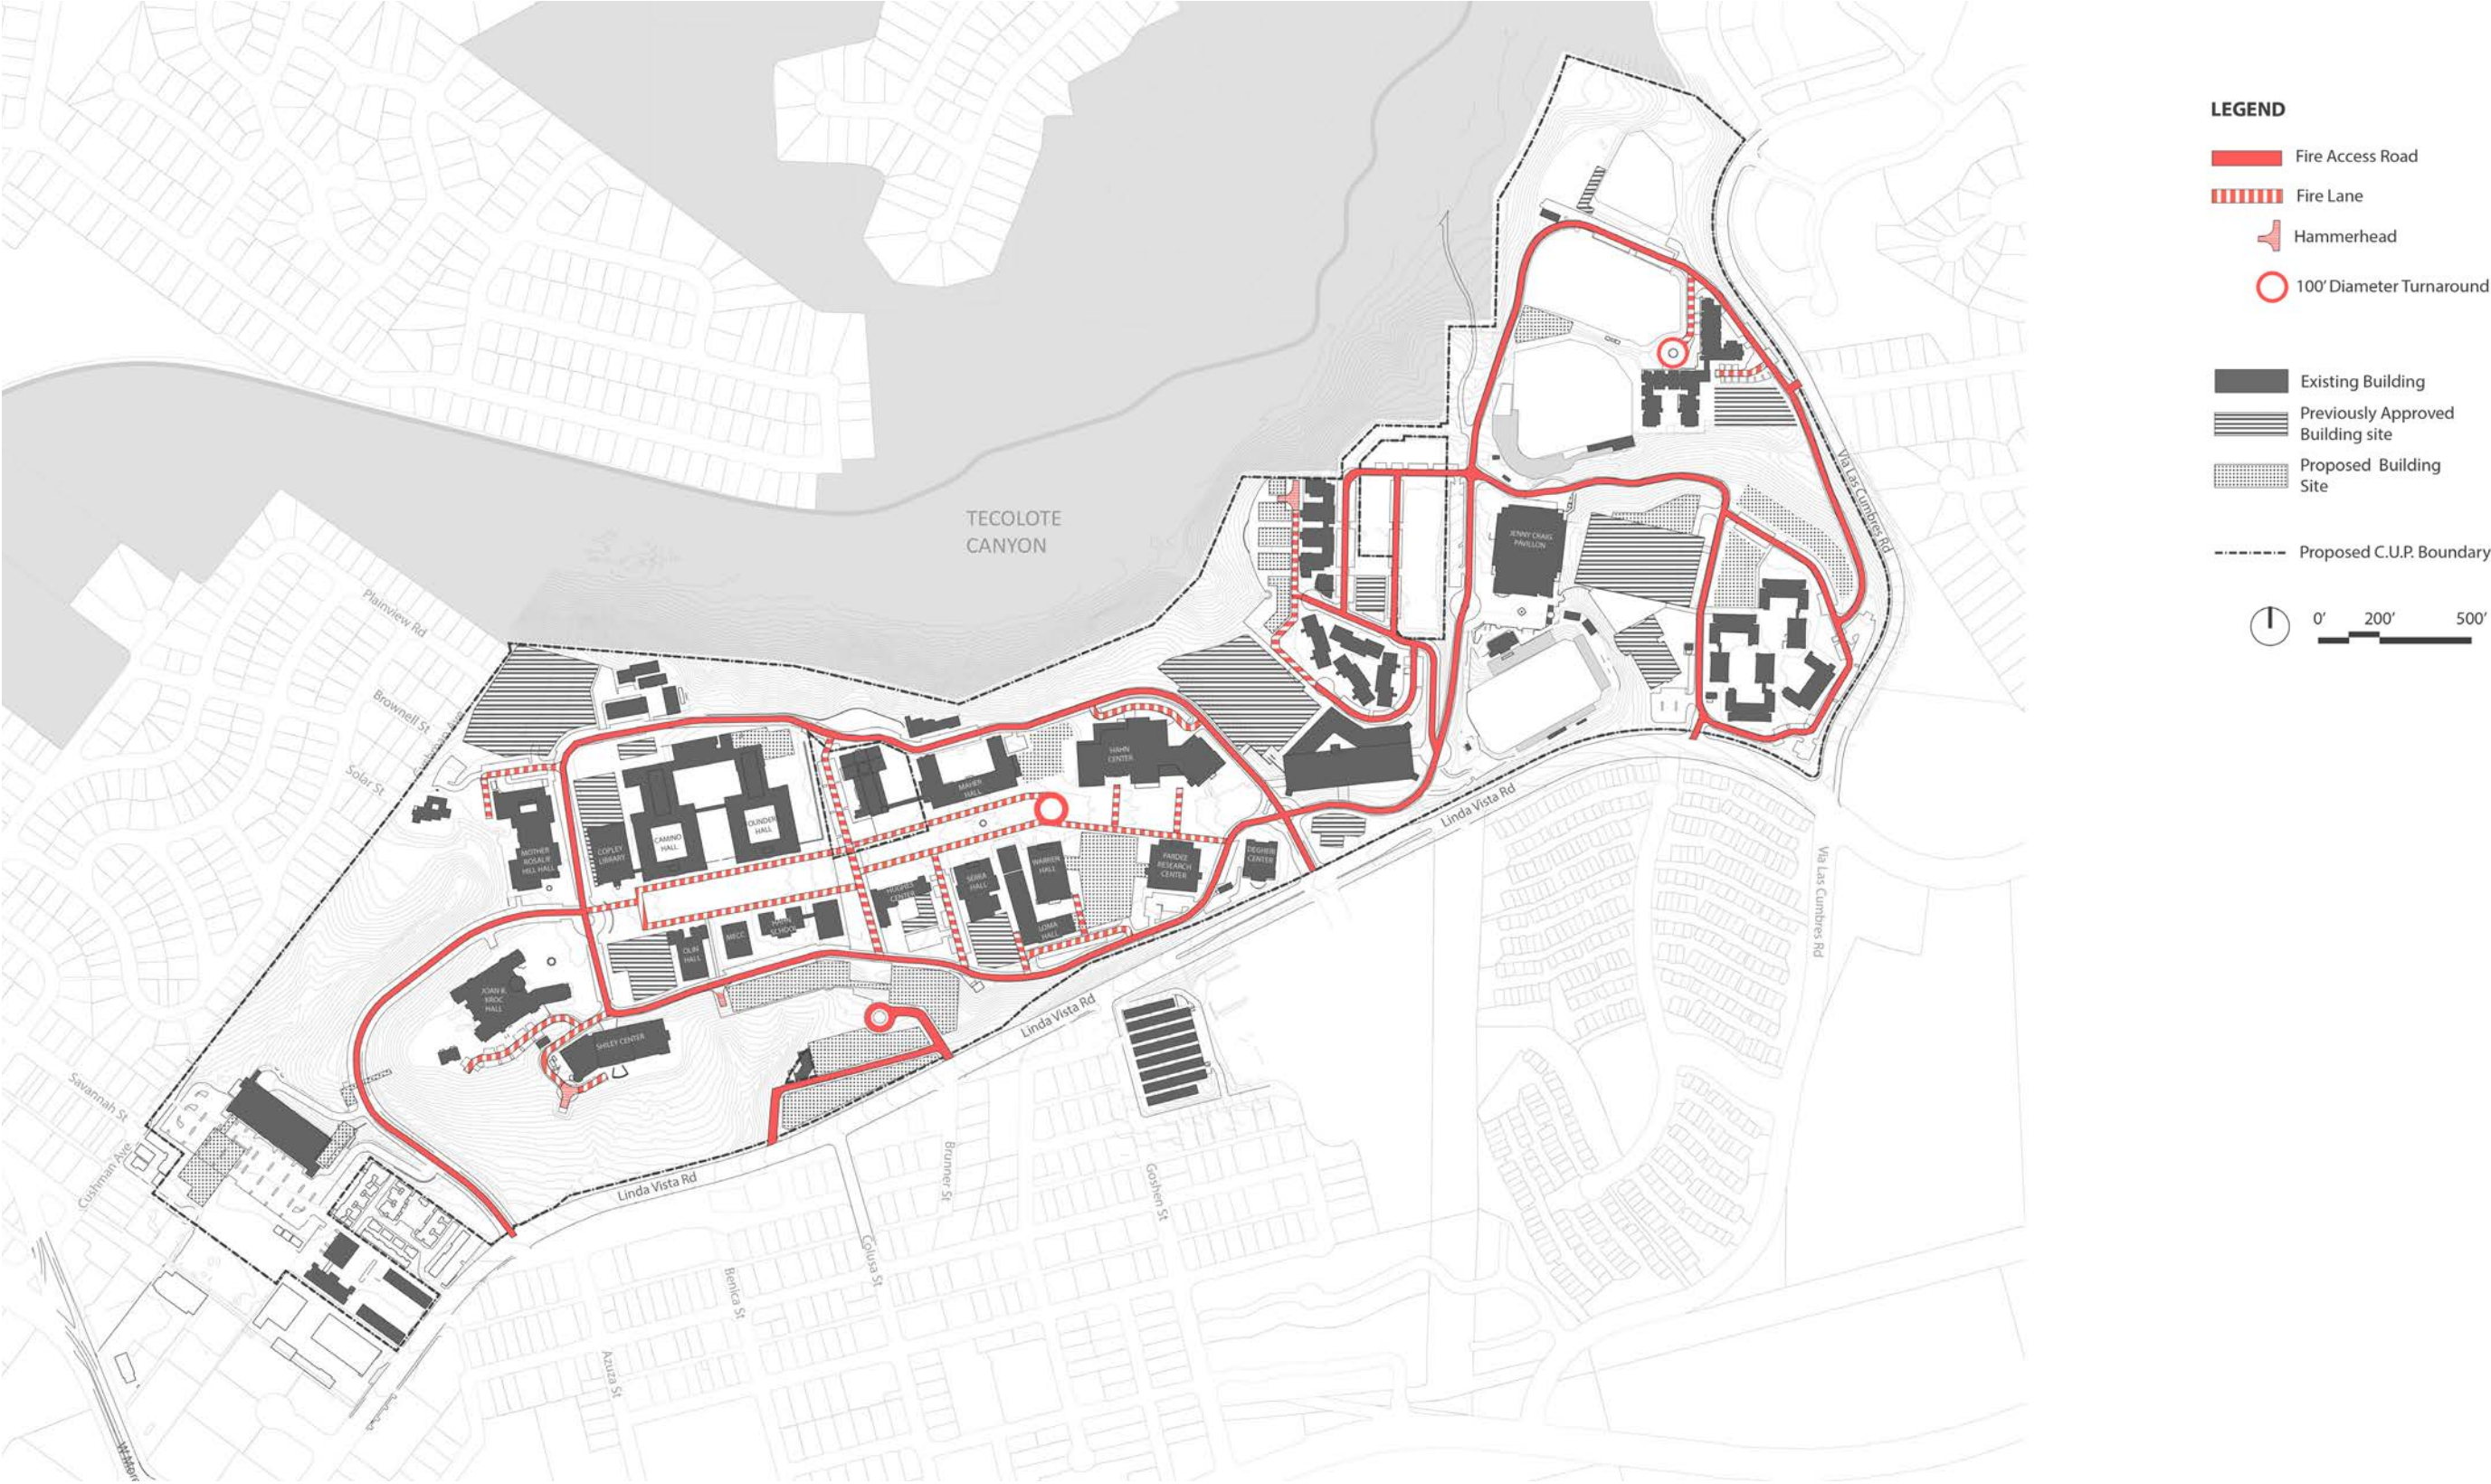 LEGEND
Fire Access Road
Fire Lane
Hammerhead
100' Diameter Turnaround
Existing Building
Previously Approved
Building site
Proposed Building
Site
Proposed C.U.P. Boundary
0' 200' 500'
TECOLOTE
CANYON
Via Las Cumbres Rd
JENNY CRAIG
PAVILLION
Plainview Rd
Brownell St
Solar St
HAHN
CENTER
MAHER
HALL
CAMINO
HALL
OUNDER
HALL
COPLEY
LIBRARY
MOTHER
ROSALIE
HILL HALL
HUGHES
CENTER
SERRA
HALL
WARREN
HALL
LOMA
HALL
PARDEE
RESEARCH
CENTER
DEGHERI
CENTER
OLIN
HALL
MECC
HAHN
SCHOOL
JOAN B.
KROC
HALL
SHILEY CENTER
Linda Vista Rd
Linda Vista Rd
Linda Vista Rd
Via Las Cumbres Rd
Savannah St
Cushman Ave
Brunner St
Goshen St
Colusa St
Benica St
Azuza St